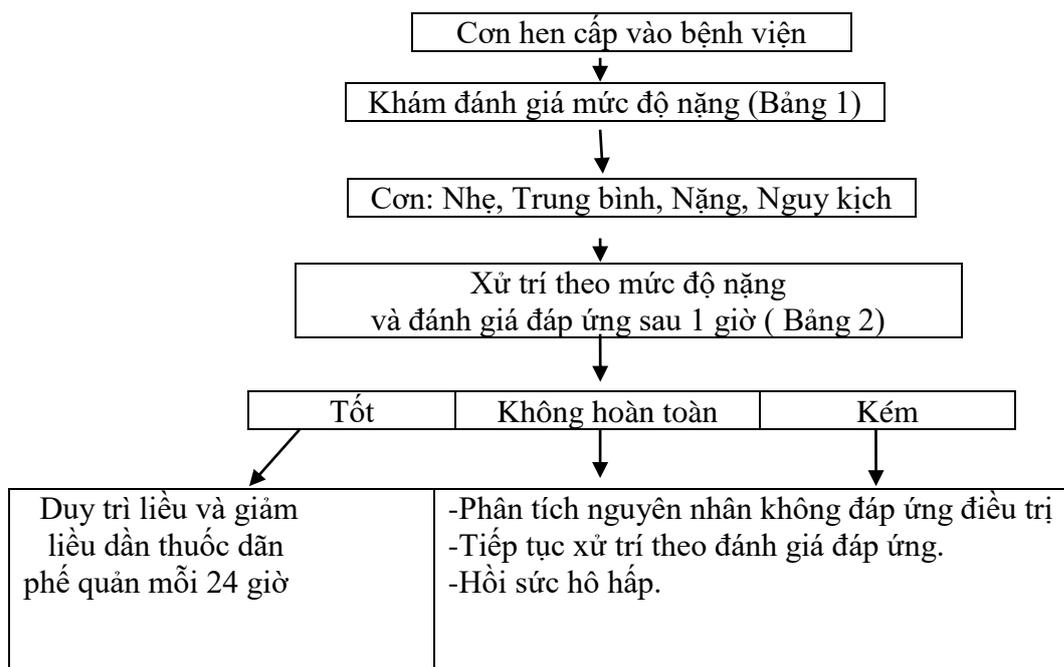 Cơn hen cấp vào bệnh viện
Khám đánh giá mức độ nặng (Bảng 1)
Cơn: Nhẹ, Trung bình, Nặng, Nguy kịch
Xử trí theo mức độ nặng
và đánh giá đáp ứng sau 1 giờ ( Bảng 2)
Tốt
Không hoàn toàn
Kém
Duy trì liều và giảm
liều dần thuốc dãn
phế quản mỗi 24 giờ
-Phân tích nguyên nhân không đáp ứng điều trị
-Tiếp tục xử trí theo đánh giá đáp ứng.
-Hồi sức hô hấp.